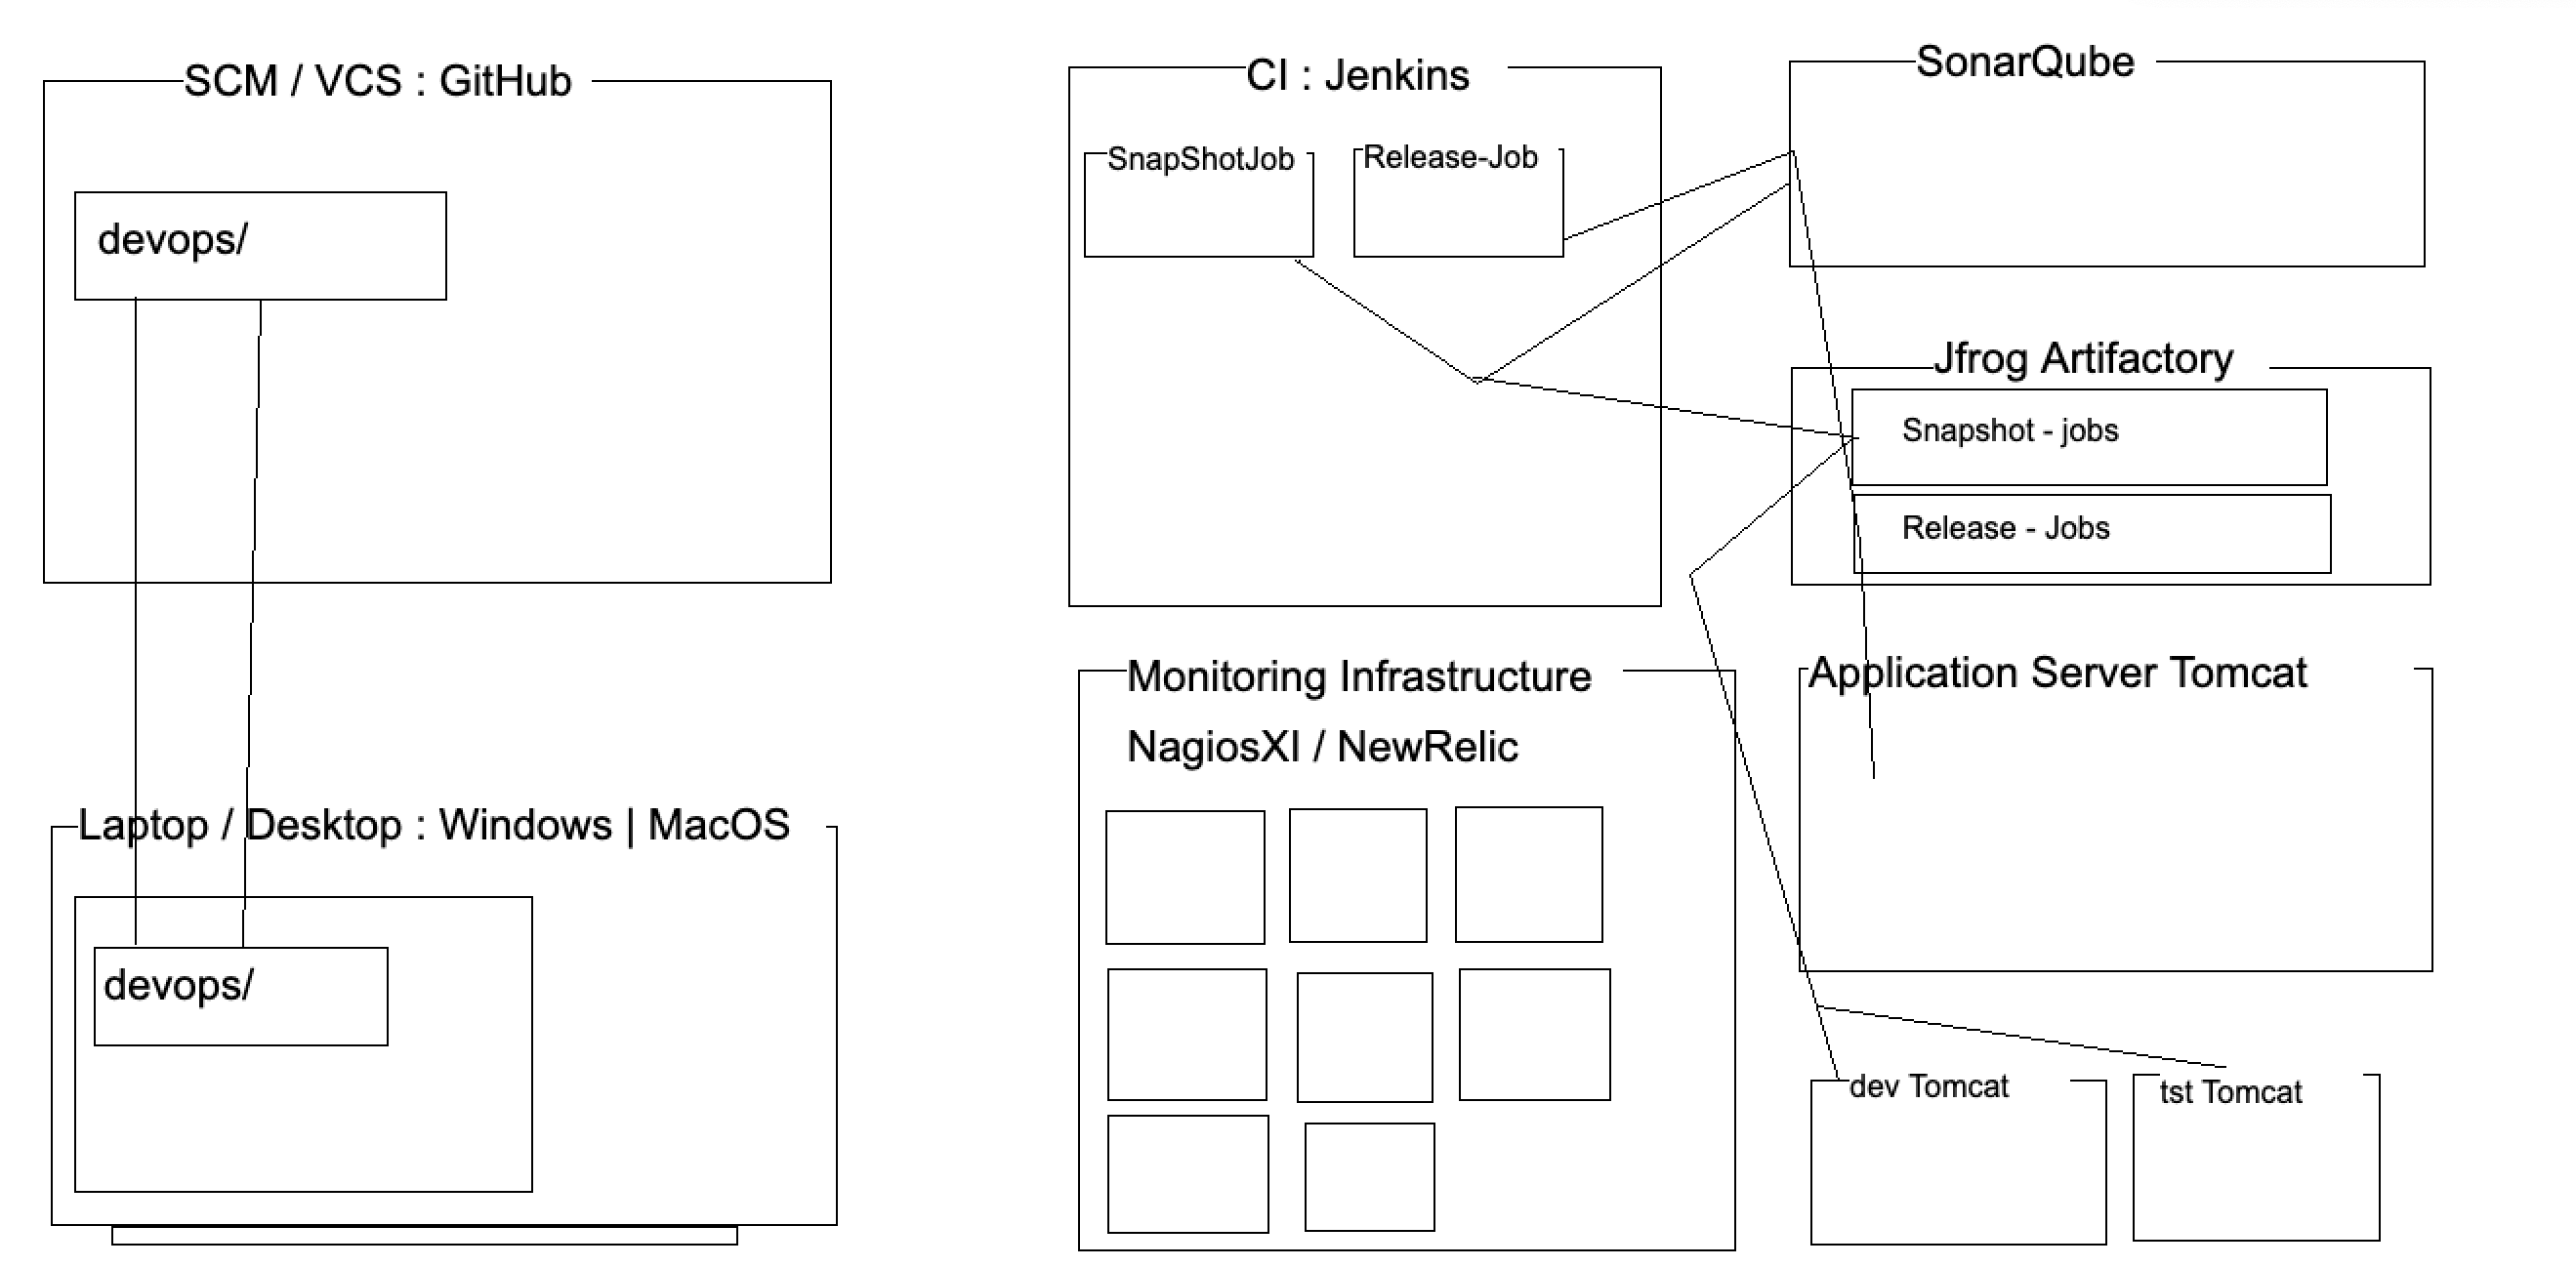 SCM / VCS : GitHub
devops/
Laptop / Desktop : Windows | MacOS
devops/
CI : Jenkins
SnapShotJob
Release-Job
SonarQube
Jfrog Artifactory
Snapshot - jobs
Release - Jobs
Monitoring Infrastructure
NagiosXI / NewRelic
Application Server Tomcat
dev Tomcat
tst Tomcat